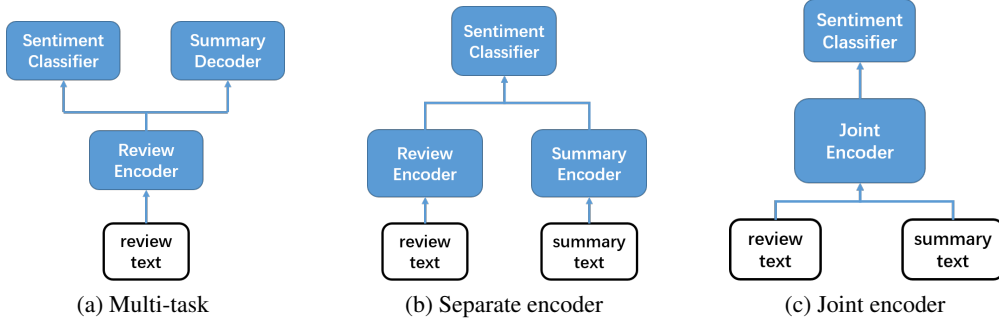 Sentiment
Classifier
Summary
Decoder
Review
Encoder
review
text
(a) Multi-task
Sentiment
Classifier
Review
Encoder
Summary
Encoder
review
text
summary
text
(b) Separate encoder
Sentiment
Classifier
Joint
Encoder
review
text
summary
text
(c) Joint encoder